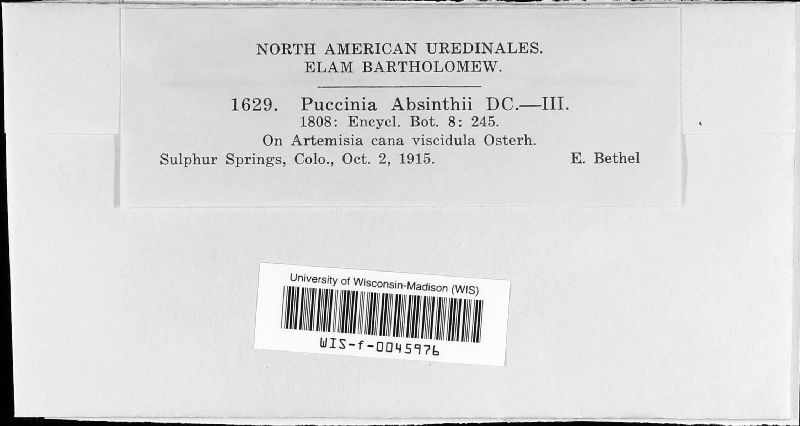 NORTH AMERICAN UREDINALES.
ELAM BARTHOLOMEW.
1629. Puccinia Absinthii DC.—III.
1808: Encycl. Bot. 8: 245.
On Artemisia cana viscidula Osterh.
Sulphur Springs, Colo., Oct. 2, 1915. E. Bethel
University of Wisconsin-Madison (WIS)
WIS-f-0045976